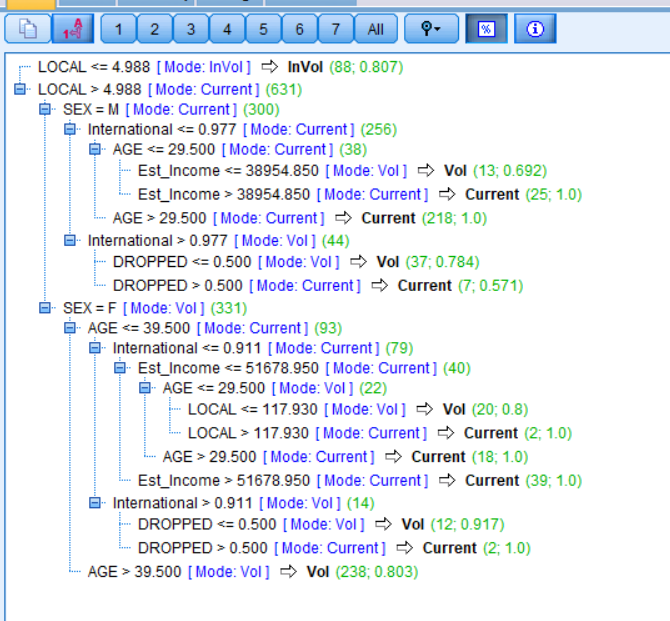 1 2 3 4 5 6 7 All % i
LOCAL <= 4.988 [ Mode: InVol ] ⇨ InVol (88; 0.807)
LOCAL > 4.988 [ Mode: Current ] (631)
SEX = M [ Mode: Current ] (300)
International <= 0.977 [ Mode: Current ] (256)
AGE <= 29.500 [ Mode: Current ] (38)
Est_Income <= 38954.850 [ Mode: Vol ] ⇨ Vol (13; 0.692)
Est_Income > 38954.850 [ Mode: Current ] ⇨ Current (25; 1.0)
AGE > 29.500 [ Mode: Current ] ⇨ Current (218; 1.0)
International > 0.977 [ Mode: Vol ] (44)
DROPPED <= 0.500 [ Mode: Vol ] ⇨ Vol (37; 0.784)
DROPPED > 0.500 [ Mode: Current ] ⇨ Current (7; 0.571)
SEX = F [ Mode: Vol ] (331)
AGE <= 39.500 [ Mode: Current ] (93)
International <= 0.911 [ Mode: Current ] (79)
Est_Income <= 51678.950 [ Mode: Current ] (40)
AGE <= 29.500 [ Mode: Vol ] (22)
LOCAL <= 117.930 [ Mode: Vol ] ⇨ Vol (20; 0.8)
LOCAL > 117.930 [ Mode: Current ] ⇨ Current (2; 1.0)
AGE > 29.500 [ Mode: Current ] ⇨ Current (18; 1.0)
Est_Income > 51678.950 [ Mode: Current ] ⇨ Current (39; 1.0)
International > 0.911 [ Mode: Vol ] (14)
DROPPED <= 0.500 [ Mode: Vol ] ⇨ Vol (12; 0.917)
DROPPED > 0.500 [ Mode: Current ] ⇨ Current (2; 1.0)
AGE > 39.500 [ Mode: Vol ] ⇨ Vol (238; 0.803)